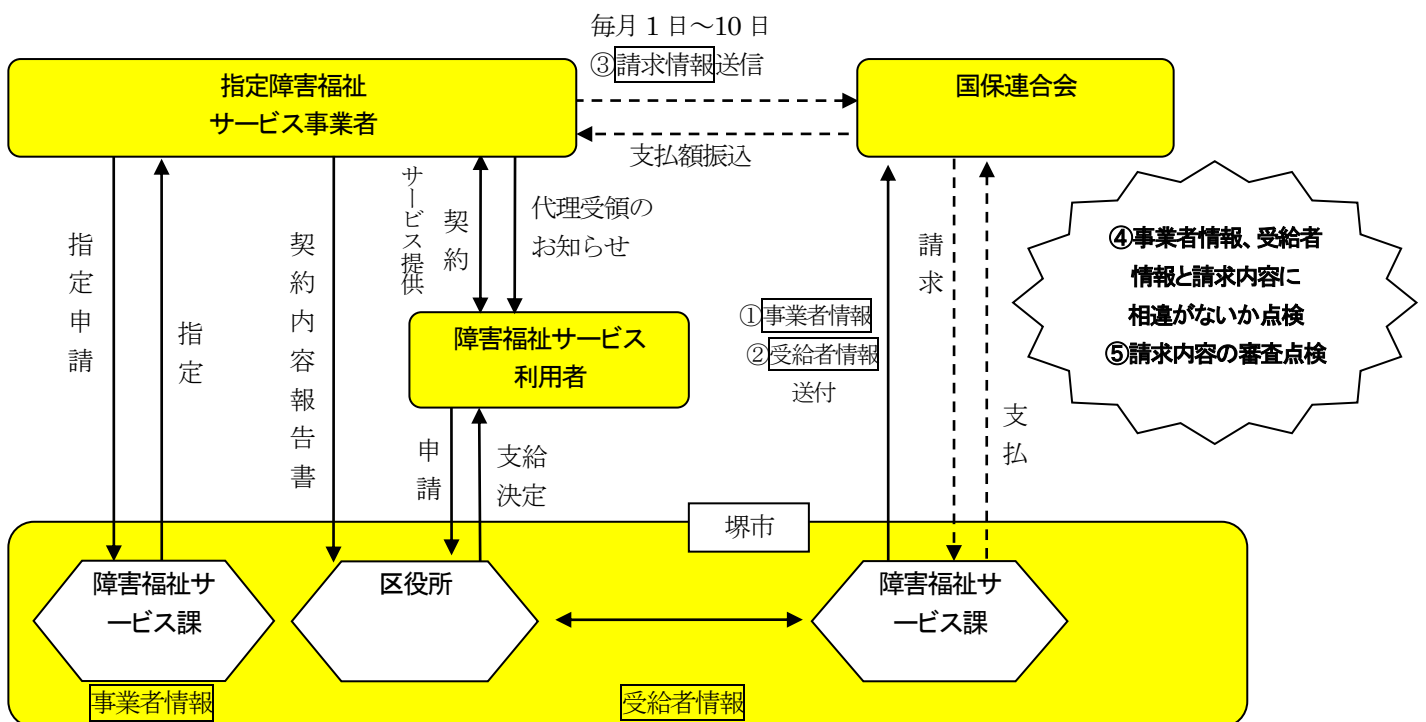 毎月1日～10日
③請求情報送信
指定障害福祉
サービス事業者
国保連合会
支払額振込
指定申請
指定
契約内容報告書
サービス提供
契約
代理受領の
お知らせ
障害福祉サービス
利用者
申請
支給
決定
①事業者情報
②受給者情報
送付
請求
支払
④事業者情報、受給者
情報と請求内容に
相違がないか点検
⑤請求内容の審査点検
堺市
障害福祉サ
ービス課
区役所
障害福祉サ
ービス課
事業者情報
受給者情報